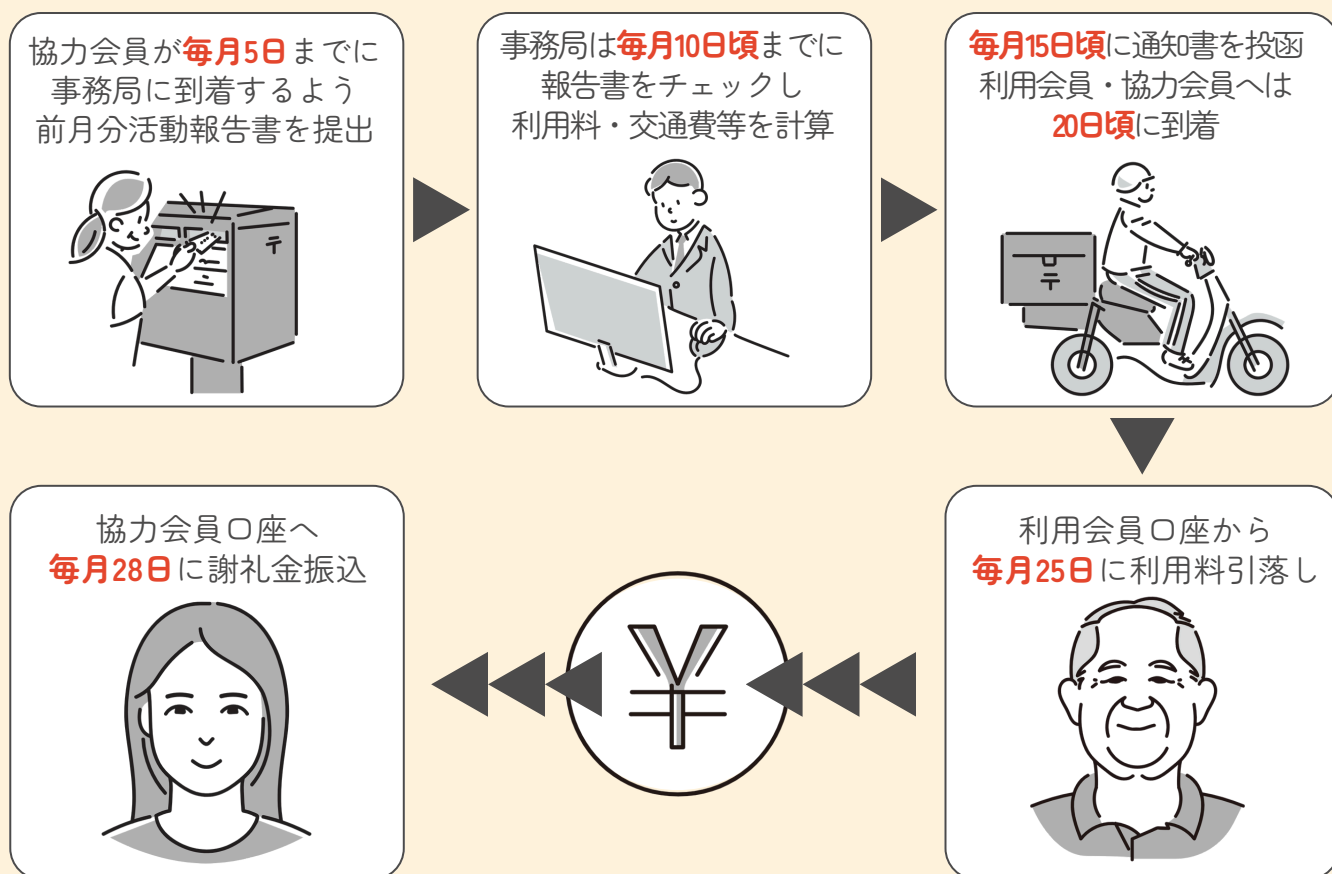 協力会員が毎月5日までに
事務局に到着するよう
前月分活動報告書を提出
事務局は毎月10日頃までに
報告書をチェックし
利用料・交通費等を計算
毎月15日頃に通知書を投函
利用会員・協力会員へは
20日頃に到着
〒
〒
利用会員口座から
毎月25日に利用料引落し
¥
協力会員口座へ
毎月28日に謝礼金振込